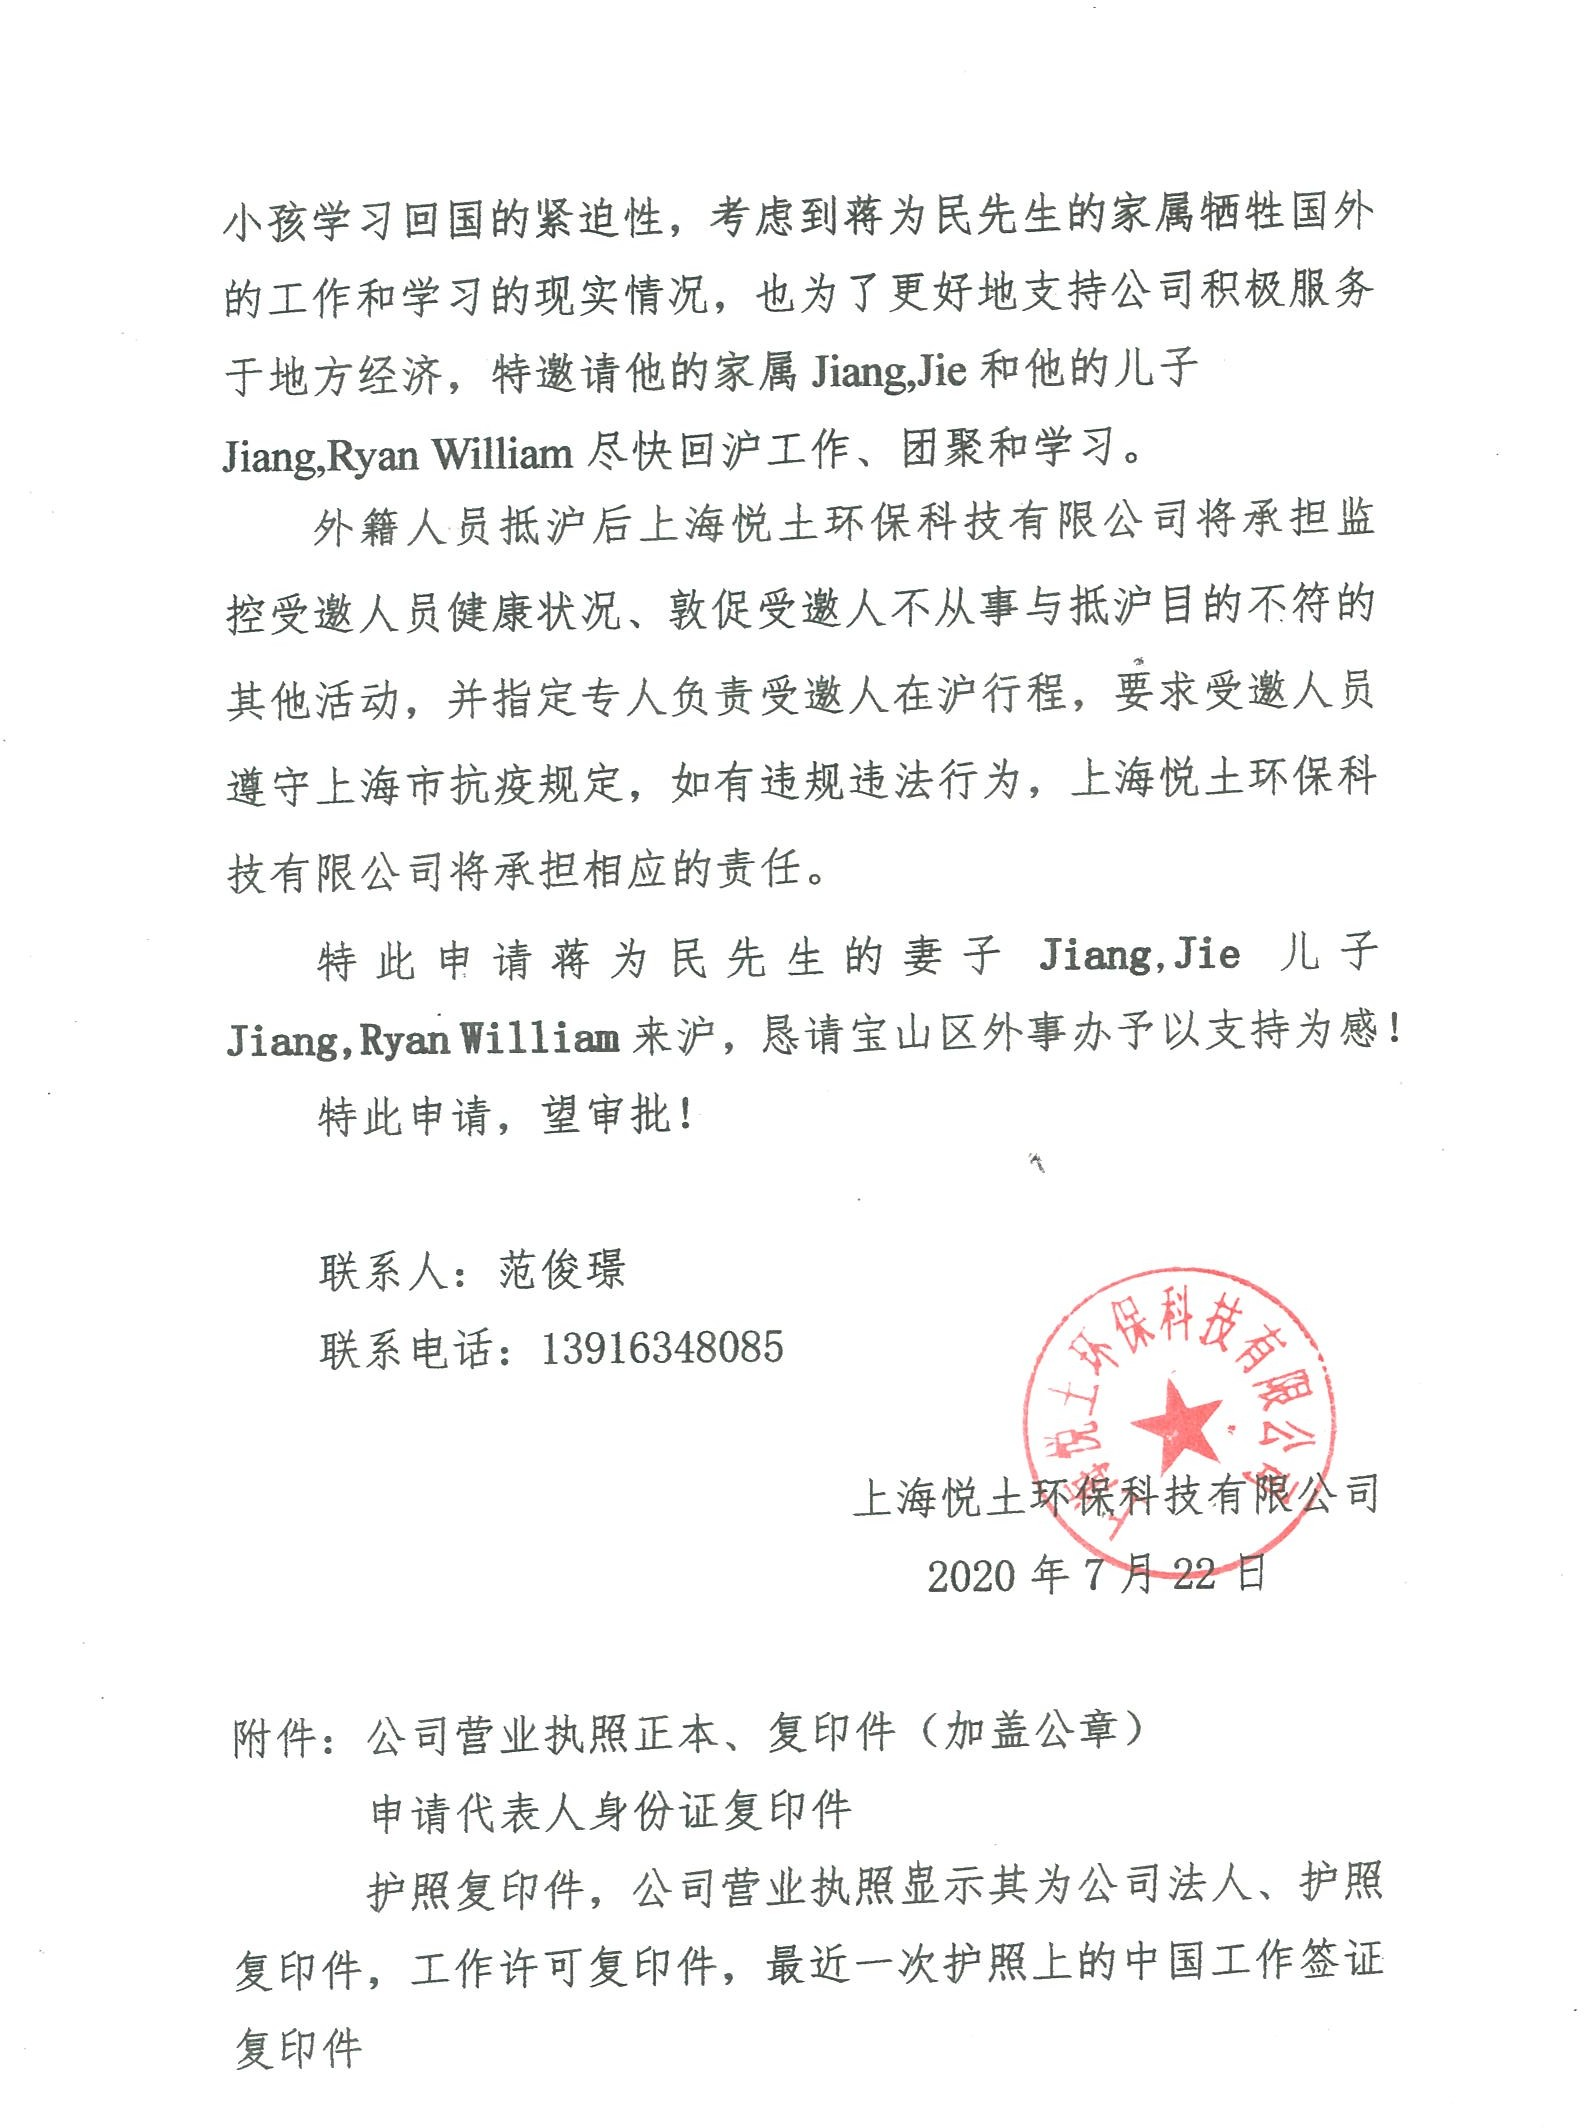 小孩学习回国的紧迫性，考虑到蒋为民先生的家属牺牲国外
的工作和学习的现实情况，也为了更好地支持公司积极服务
于地方经济，特邀请他的家属 Jiang,Jie 和他的儿子
Jiang,Ryan William 尽快回沪工作、团聚和学习。
外籍人员抵沪后上海悦土环保科技有限公司将承担监
控受邀人员健康状况、敦促受邀人不从事与抵沪目的不符的
其他活动，并指定专人负责受邀人在沪行程，要求受邀人员
遵守上海市抗疫规定，如有违规违法行为，上海悦土环保科
技有限公司将承担相应的责任。
特此申请蒋为民先生的妻子 Jiang,Jie 儿子
Jiang,Ryan William 来沪，恳请宝山区外事办予以支持为感！
特此申请，望审批！
联系人：范俊璟
联系电话：13916348085
上海悦土环保科技有限公司
上海悦土环保科技有限公司
2020 年 7 月 22 日
附件：公司营业执照正本、复印件（加盖公章）
申请代表人身份证复印件
护照复印件，公司营业执照显示其为公司法人、护照
复印件，工作许可复印件，最近一次护照上的中国工作签证
复印件